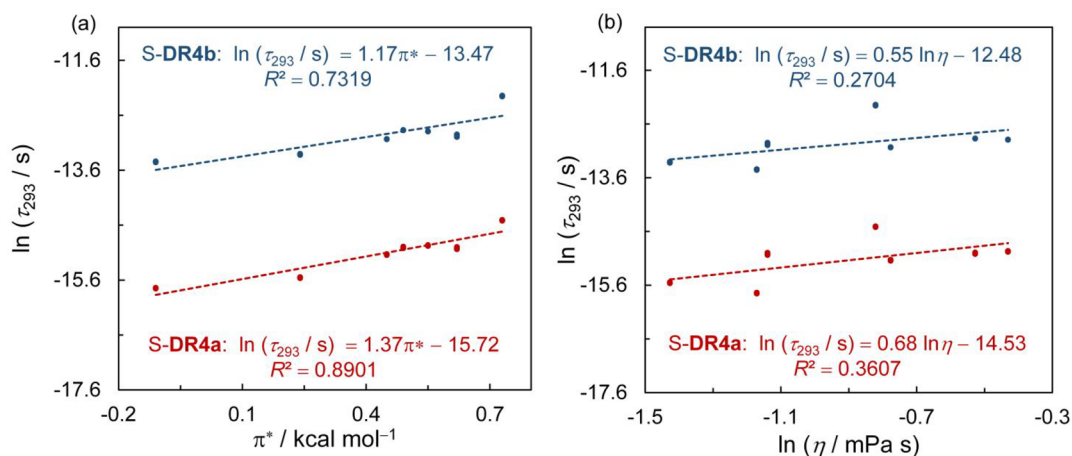 (a)
S-DR4b: ln (τ₂₉₃ / s) = 1.17π* − 13.47
R² = 0.7319
-11.6
-13.6
-15.6
-17.6
ln (τ₂₉₃ / s)
S-DR4a: ln (τ₂₉₃ / s) = 1.37π* − 15.72
R² = 0.8901
-0.2 0.1 0.4 0.7
π* / kcal mol⁻¹
(b)
S-DR4b: ln (τ₂₉₃ / s) = 0.55 lnη − 12.48
R² = 0.2704
-11.6
-13.6
-15.6
-17.6
ln (τ₂₉₃ / s)
S-DR4a: ln (τ₂₉₃ / s) = 0.68 lnη − 14.53
R² = 0.3607
-1.5 -1.1 -0.7 -0.3
ln (η / mPa s)